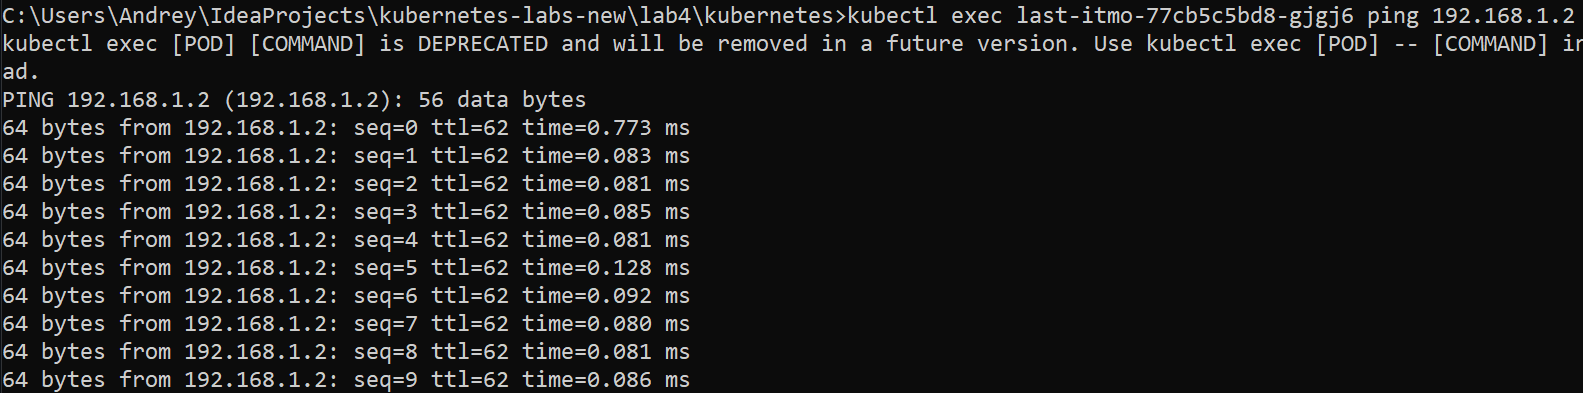 C:\Users\Andrey\IdeaProjects\kubernetes-labs-new\lab4\kubernetes>kubectl exec last-itmo-77cb5c5bd8-gjgj6 ping 192.168.1.2
kubectl exec [POD] [COMMAND] is DEPRECATED and will be removed in a future version. Use kubectl exec [POD] -- [COMMAND] in
ad.
PING 192.168.1.2 (192.168.1.2): 56 data bytes
64 bytes from 192.168.1.2: seq=0 ttl=62 time=0.773 ms
64 bytes from 192.168.1.2: seq=1 ttl=62 time=0.083 ms
64 bytes from 192.168.1.2: seq=2 ttl=62 time=0.081 ms
64 bytes from 192.168.1.2: seq=3 ttl=62 time=0.085 ms
64 bytes from 192.168.1.2: seq=4 ttl=62 time=0.081 ms
64 bytes from 192.168.1.2: seq=5 ttl=62 time=0.128 ms
64 bytes from 192.168.1.2: seq=6 ttl=62 time=0.092 ms
64 bytes from 192.168.1.2: seq=7 ttl=62 time=0.080 ms
64 bytes from 192.168.1.2: seq=8 ttl=62 time=0.081 ms
64 bytes from 192.168.1.2: seq=9 ttl=62 time=0.086 ms